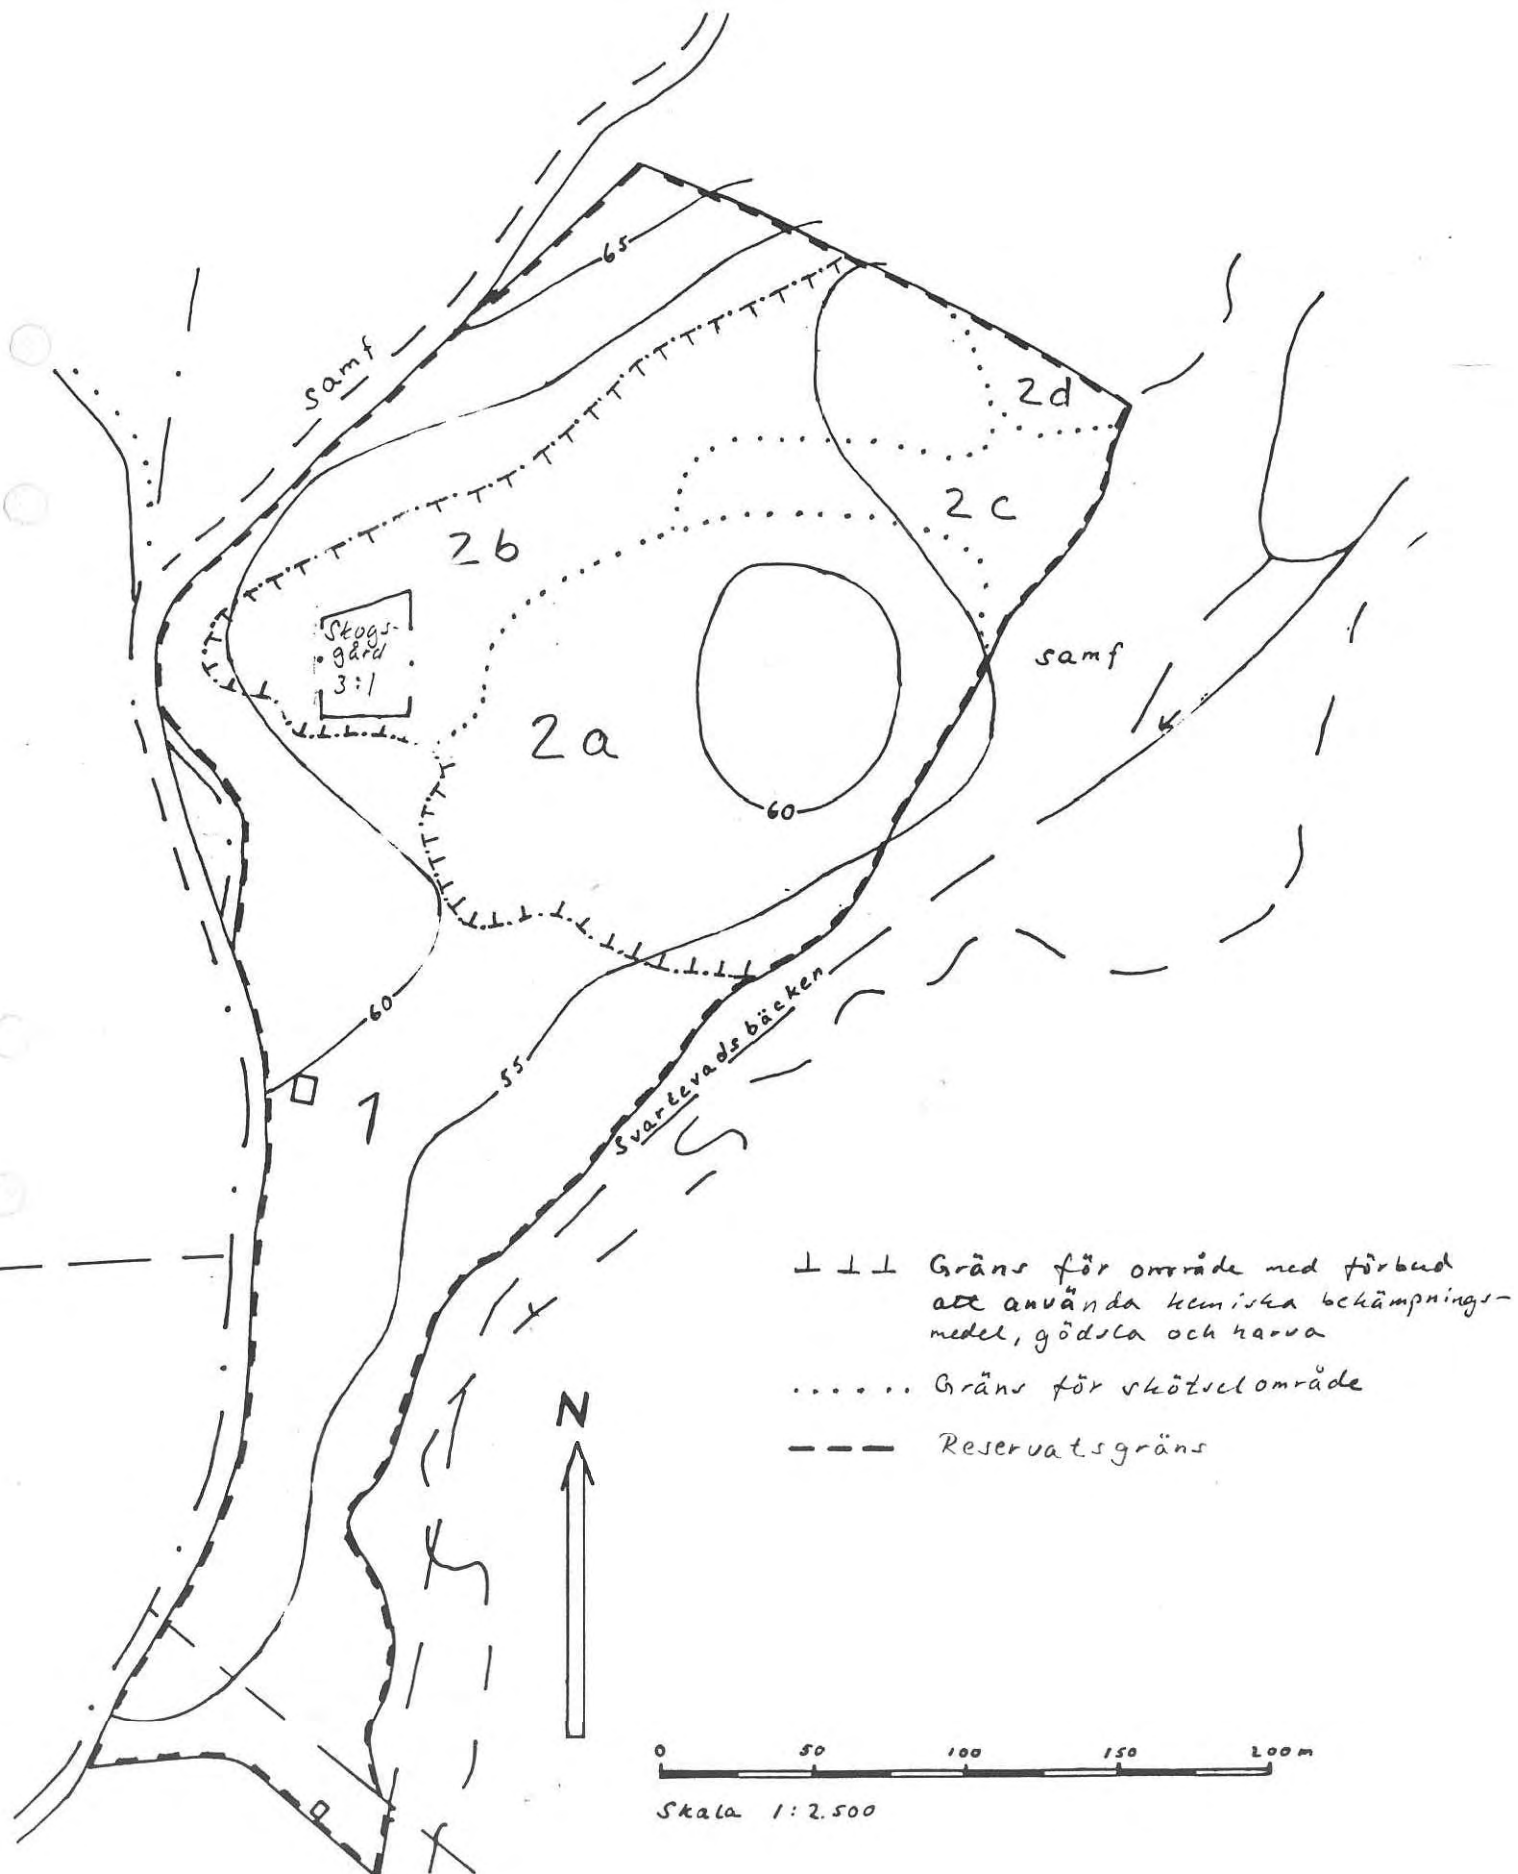 65
samf
2d
2c
2b
Skogs-
gård
3:1
samf
2a
60
60
55
Svartevadsbäcken
1
Gräns för område med förbud
att använda kemiska bekämpnings-
medel, gödsla och harva
Gräns för skötselområde
N
Reservatsgräns
0 50 100 150 200 m
Skala 1:2.500